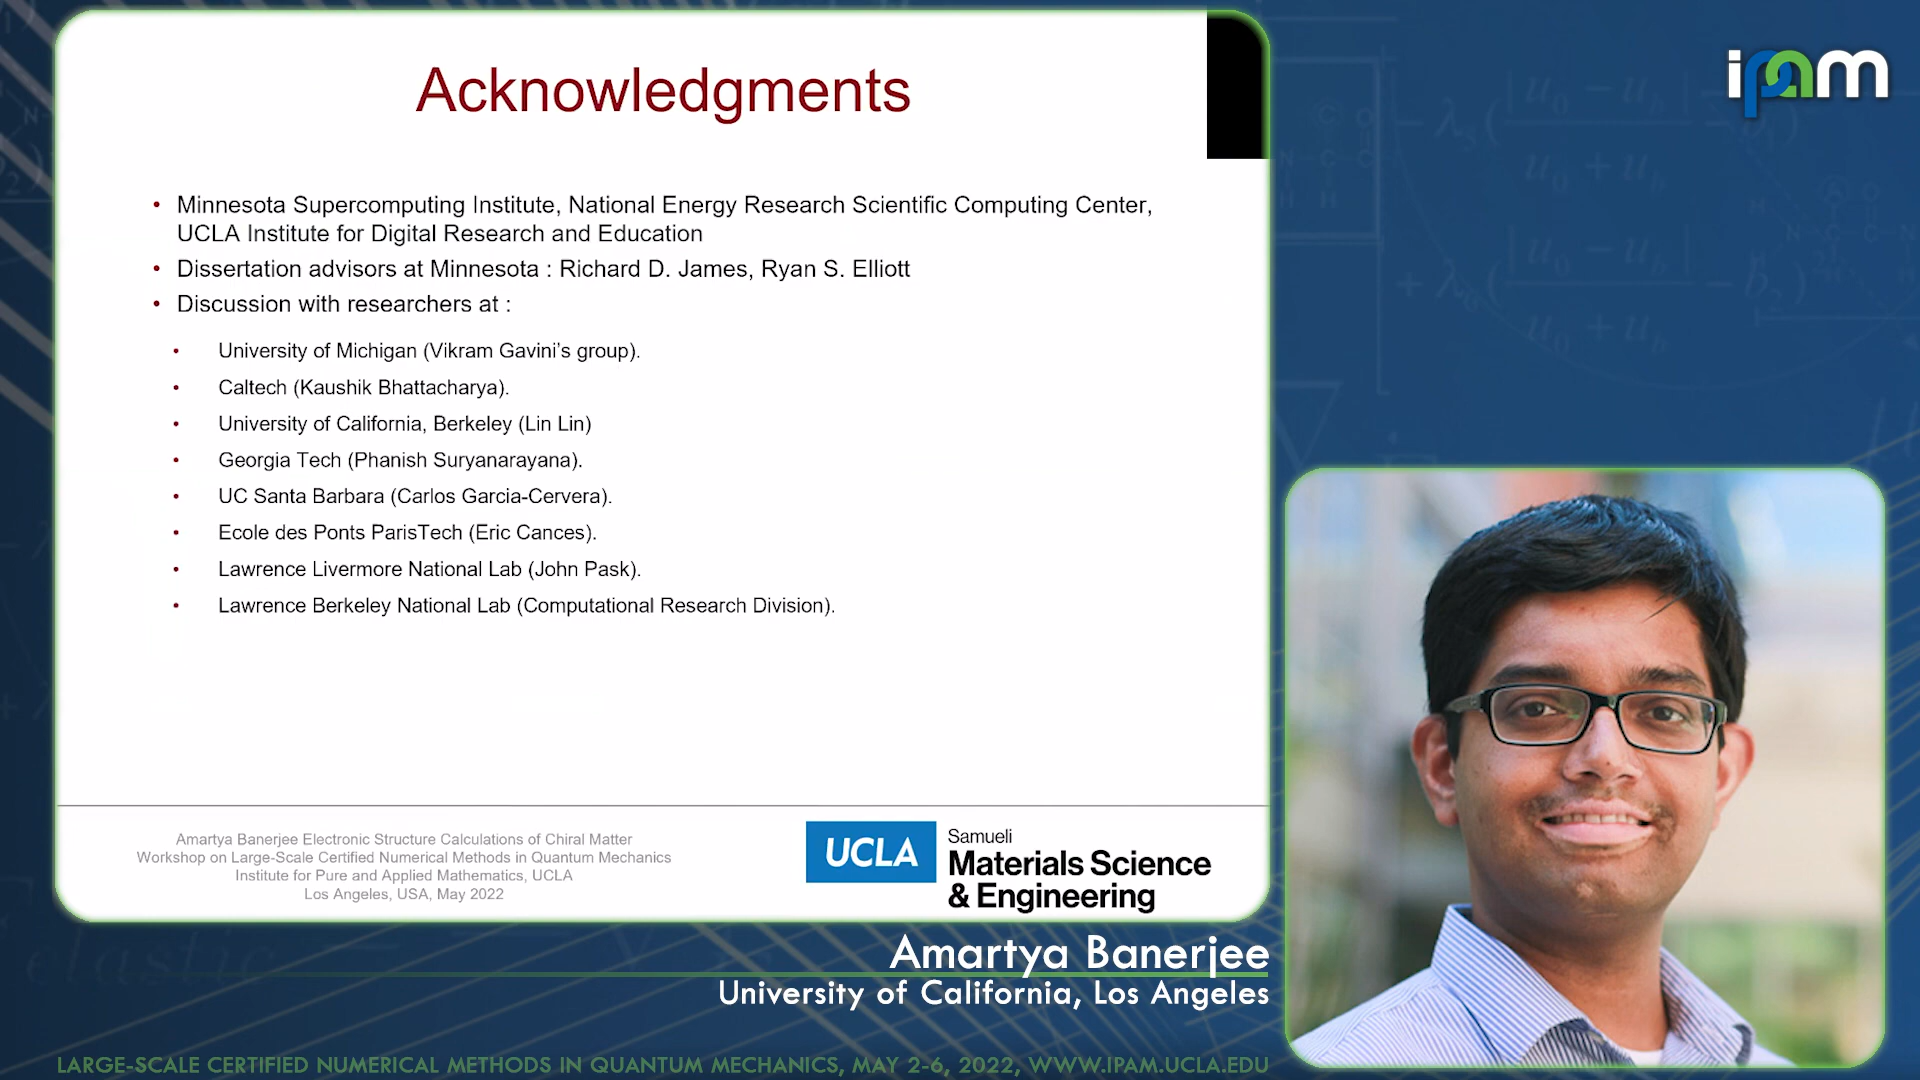 Acknowledgments
• Minnesota Supercomputing Institute, National Energy Research Scientific Computing Center,
UCLA Institute for Digital Research and Education
• Dissertation advisors at Minnesota : Richard D. James, Ryan S. Elliott
• Discussion with researchers at :
• University of Michigan (Vikram Gavini’s group).
• Caltech (Kaushik Bhattacharya).
• University of California, Berkeley (Lin Lin)
• Georgia Tech (Phanish Suryanarayana).
• UC Santa Barbara (Carlos Garcia-Cervera).
• Ecole des Ponts ParisTech (Eric Cances).
• Lawrence Livermore National Lab (John Pask).
• Lawrence Berkeley National Lab (Computational Research Division).
Amartya Banerjee Electronic Structure Calculations of Chiral Matter
Workshop on Large-Scale Certified Numerical Methods in Quantum Mechanics
Institute for Pure and Applied Mathematics, UCLA
Los Angeles, USA, May 2022
UCLA
Samueli
Materials Science
& Engineering
ipam
Amartya Banerjee
University of California, Los Angeles
LARGE-SCALE CERTIFIED NUMERICAL METHODS IN QUANTUM MECHANICS, MAY 2-6, 2022, WWW.IPAM.UCLA.EDU
elastic